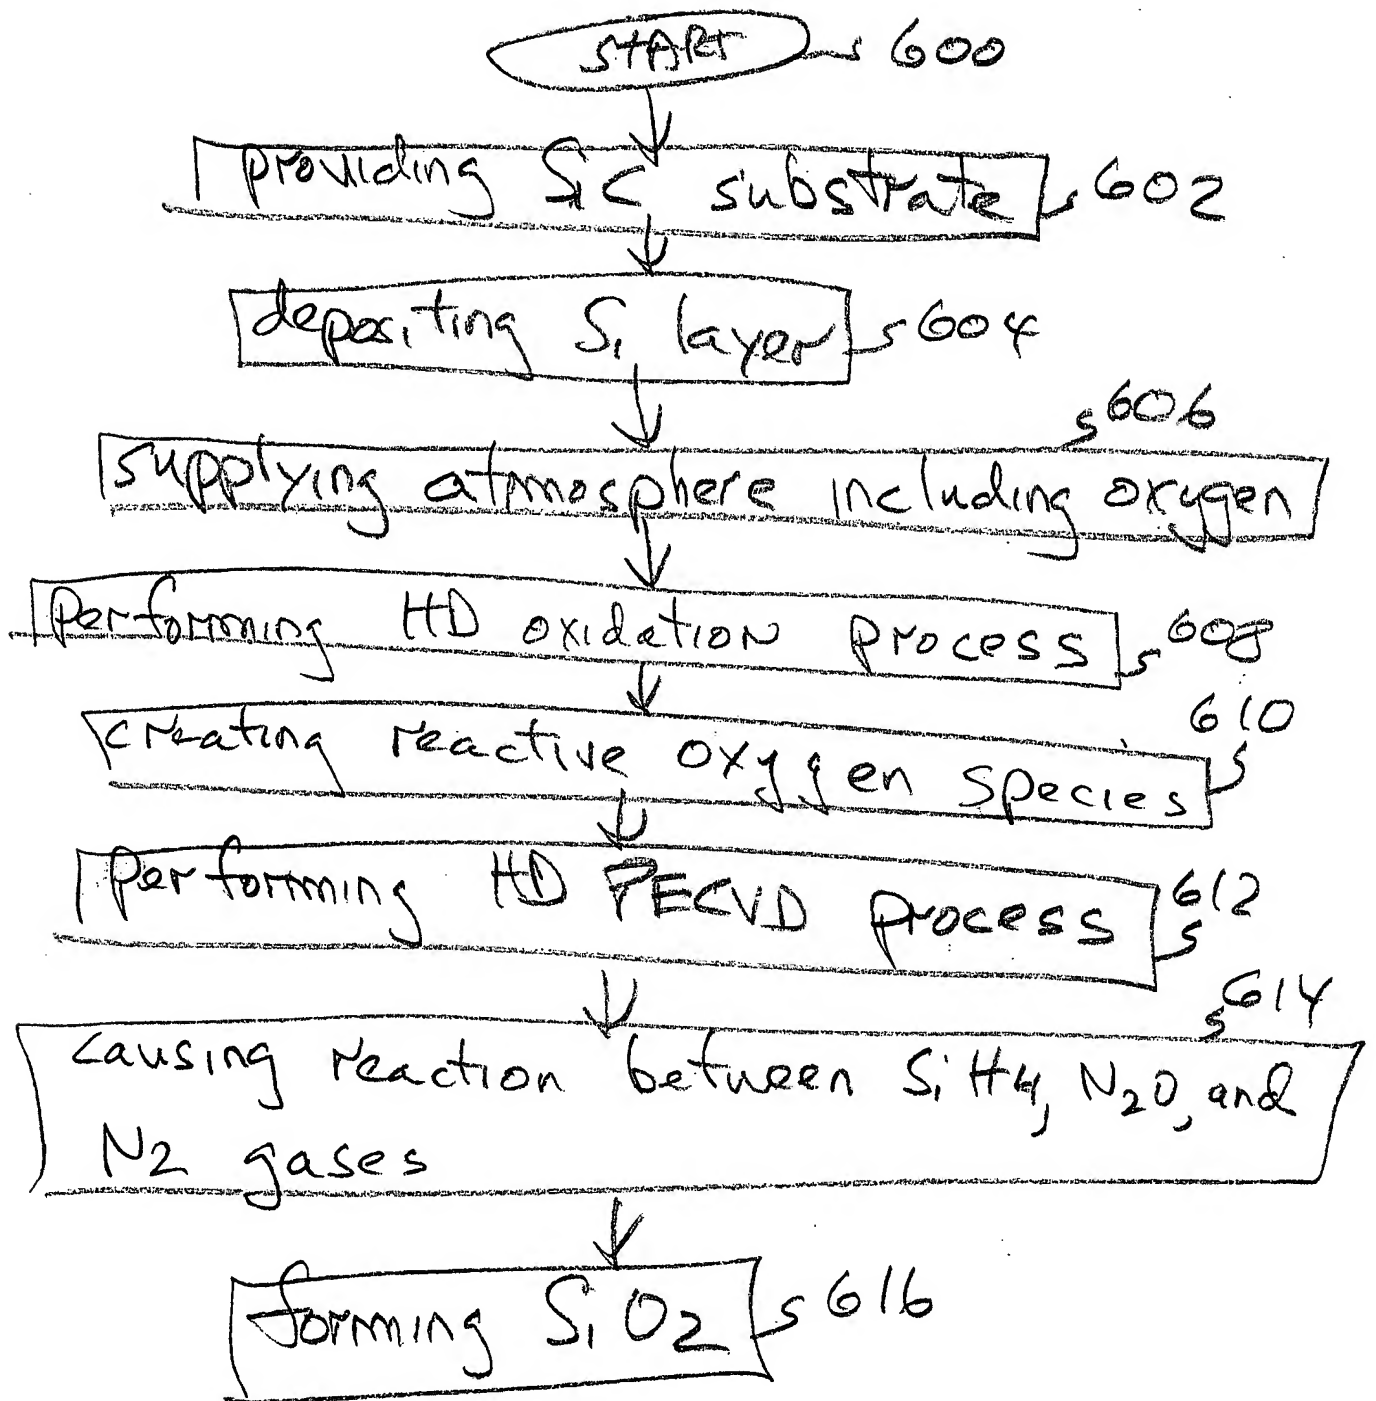 START 600
providing SiC substrate 602
depositing Si layer 604
606
supplying atmosphere including oxygen
Performing HD oxidation process 608
610
creating reactive oxygen species
Performing HD PECVD process 612
614
causing reaction between SiH4, N2O, and
N2 gases
forming SiO2 616